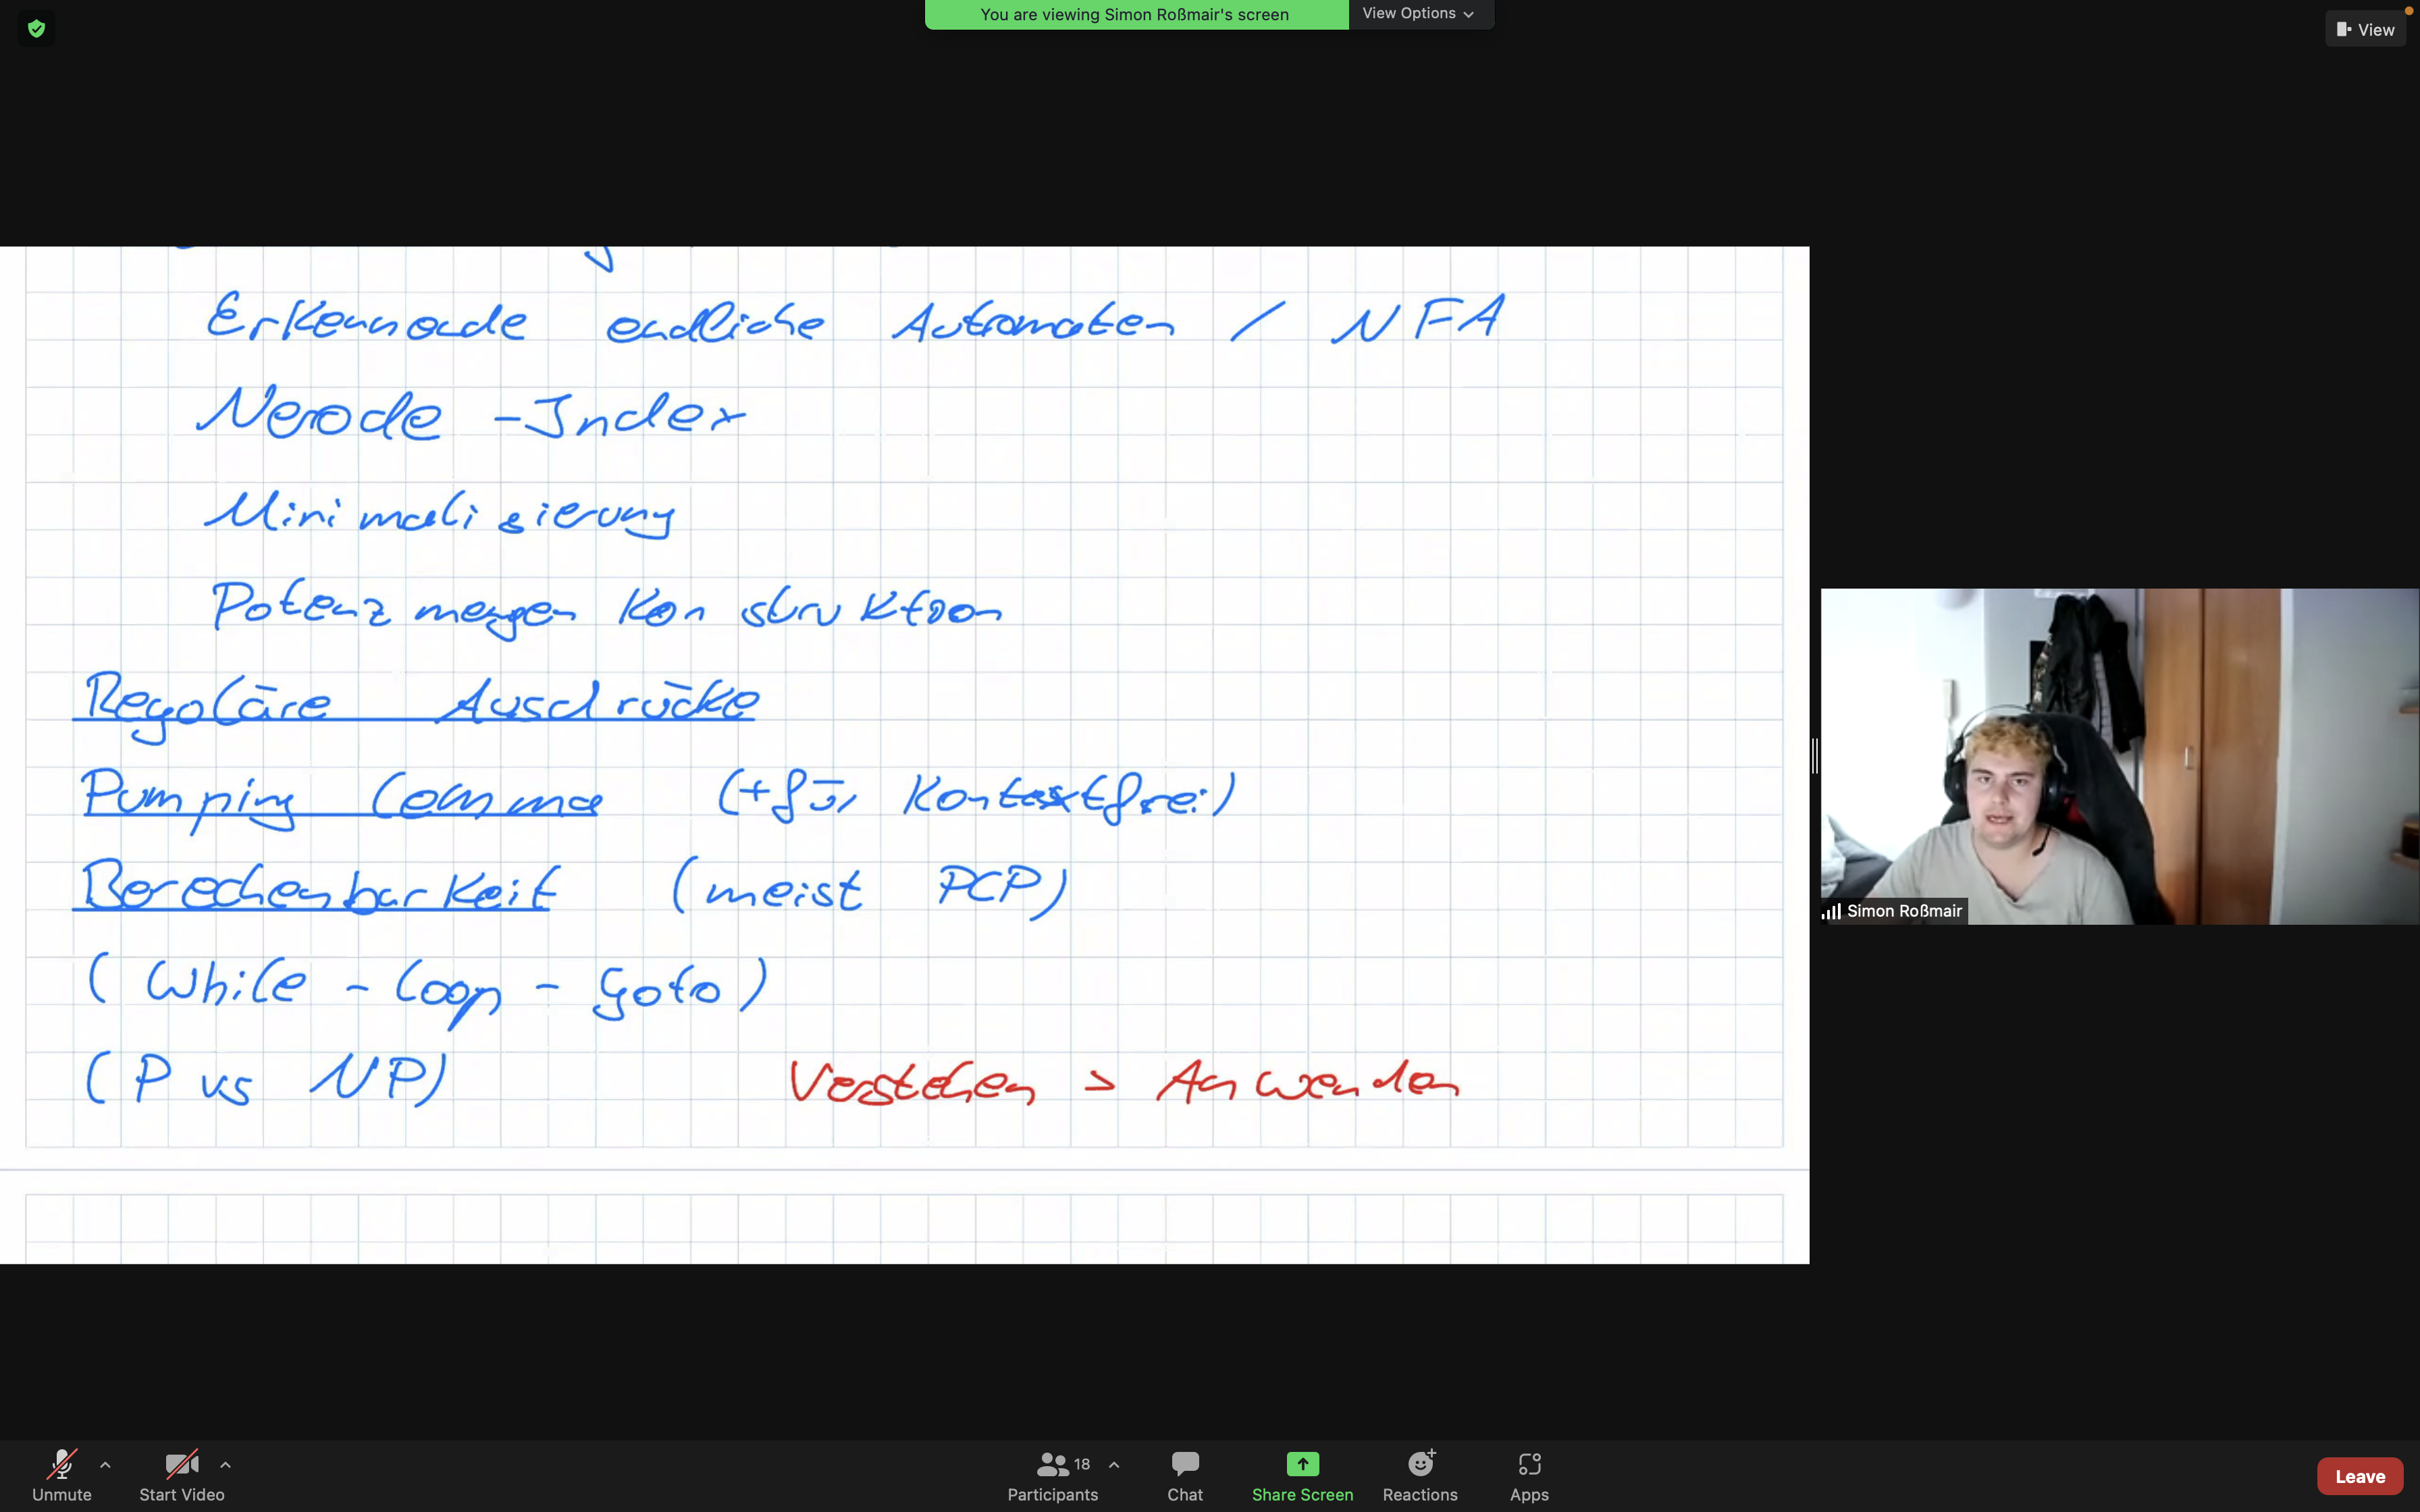 You are viewing Simon Roßmair's screen
View Options
View
Erkennende endliche Automaten / NFA
Nerode - Index
Minimalisierung
Potenzmengen Konstruktion
Reguläre Ausdrücke
Pumping Lemma (+ für Kontextfrei)
Berechenbarkeit (meist PCP)
(While - Loop - Goto)
(P vs NP) Verstehen > Anwenden
Simon Roßmair
Unmute
Start Video
18
Participants
Chat
Share Screen
Reactions
Apps
Leave